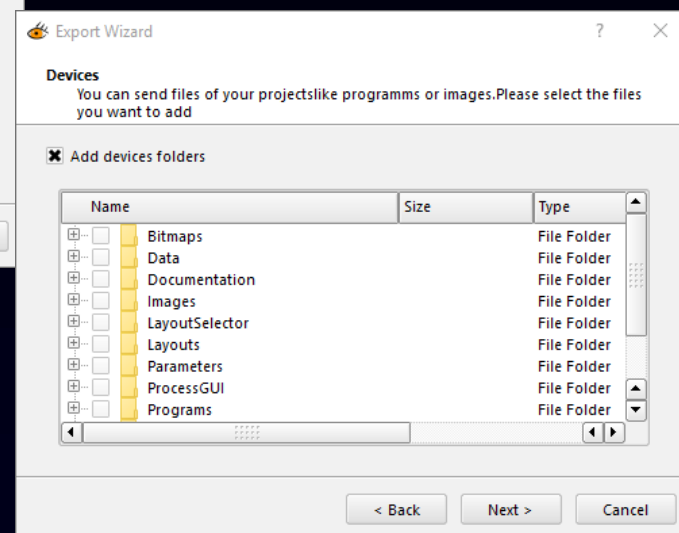 Export Wizard
Devices
You can send files of your projectslike programms or images.Please select the files
you want to add
Add devices folders
Name Size Type
Bitmaps File Folder
Data File Folder
Documentation File Folder
Images File Folder
LayoutSelector File Folder
Layouts File Folder
Parameters File Folder
ProcessGUI File Folder
Programs File Folder
< Back Next > Cancel